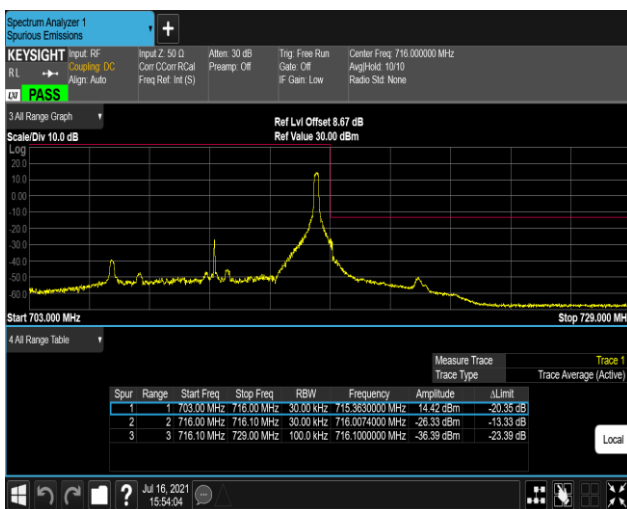 Spectrum Analyzer 1
Spurious Emissions
KEYSIGHT Input: RF Input Z: 50 Ω Atten: 30 dB Trig: Free Run Center Freq: 716.000000 MHz
RL Coupling: DC Corr CCorr RCal Preamp: Off Gate: Off Avg|Hold: 10/10
Align: Auto Freq Ref: Int (S) IF Gain: Low Radio Std: None
LXI PASS
3 All Range Graph
Ref Lvl Offset 8.67 dB
Scale/Div 10.0 dB Ref Value 30.00 dBm
Log
20.0
10.0
0.00
-10.0
-20.0
-30.0
-40.0
-50.0
-60.0
Start 703.000 MHz Stop 729.000 MH
4 All Range Table
Measure Trace Trace 1
Trace Type Trace Average (Active)
Spur Range Start Freq Stop Freq RBW Frequency Amplitude ΔLimit
1 1 703.00 MHz 716.00 MHz 30.00 kHz 715.3630000 MHz 14.42 dBm -20.35 dB
2 2 716.00 MHz 716.10 MHz 30.00 kHz 716.0074000 MHz -26.33 dBm -13.33 dB
3 3 716.10 MHz 729.00 MHz 100.0 kHz 716.1000000 MHz -36.39 dBm -23.39 dB
Local
? Jul 16, 2021
15:54:04